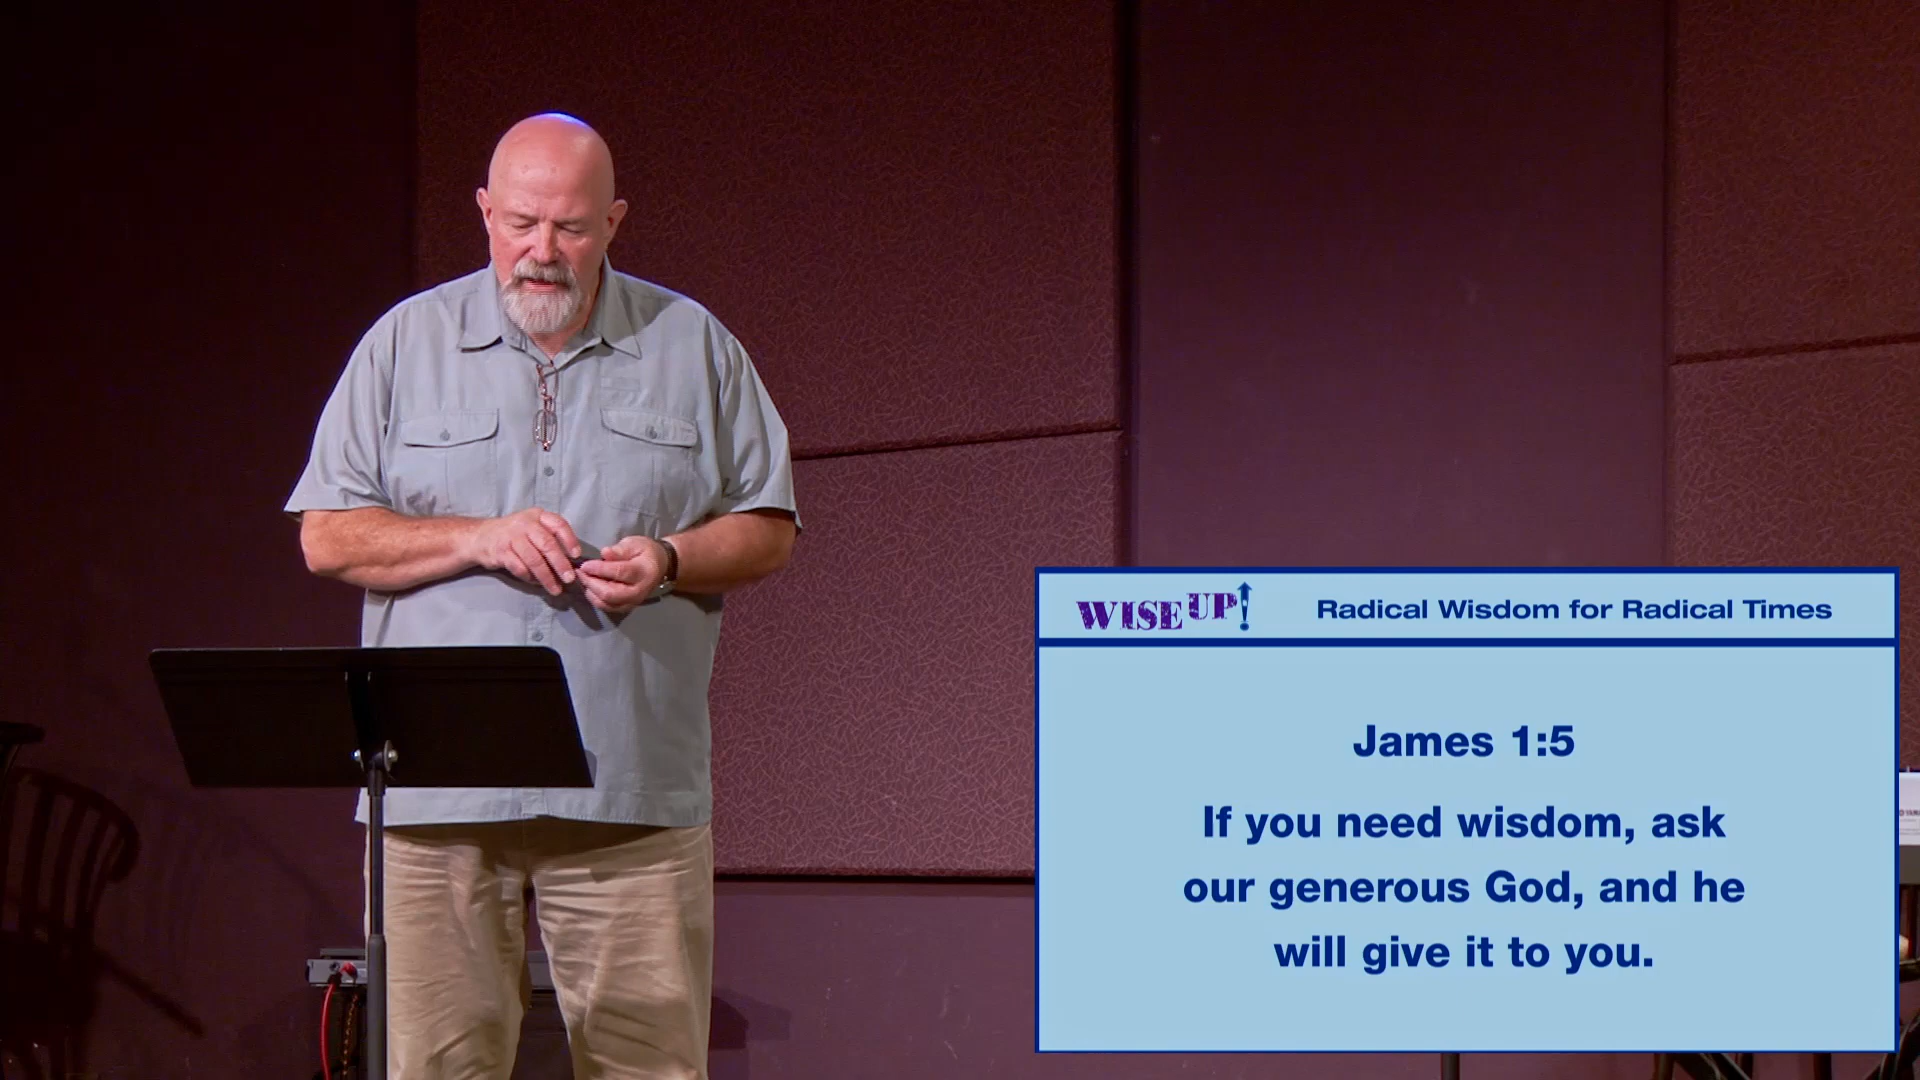 WISE UP!
Radical Wisdom for Radical Times
James 1:5
If you need wisdom, ask
our generous God, and he
will give it to you.